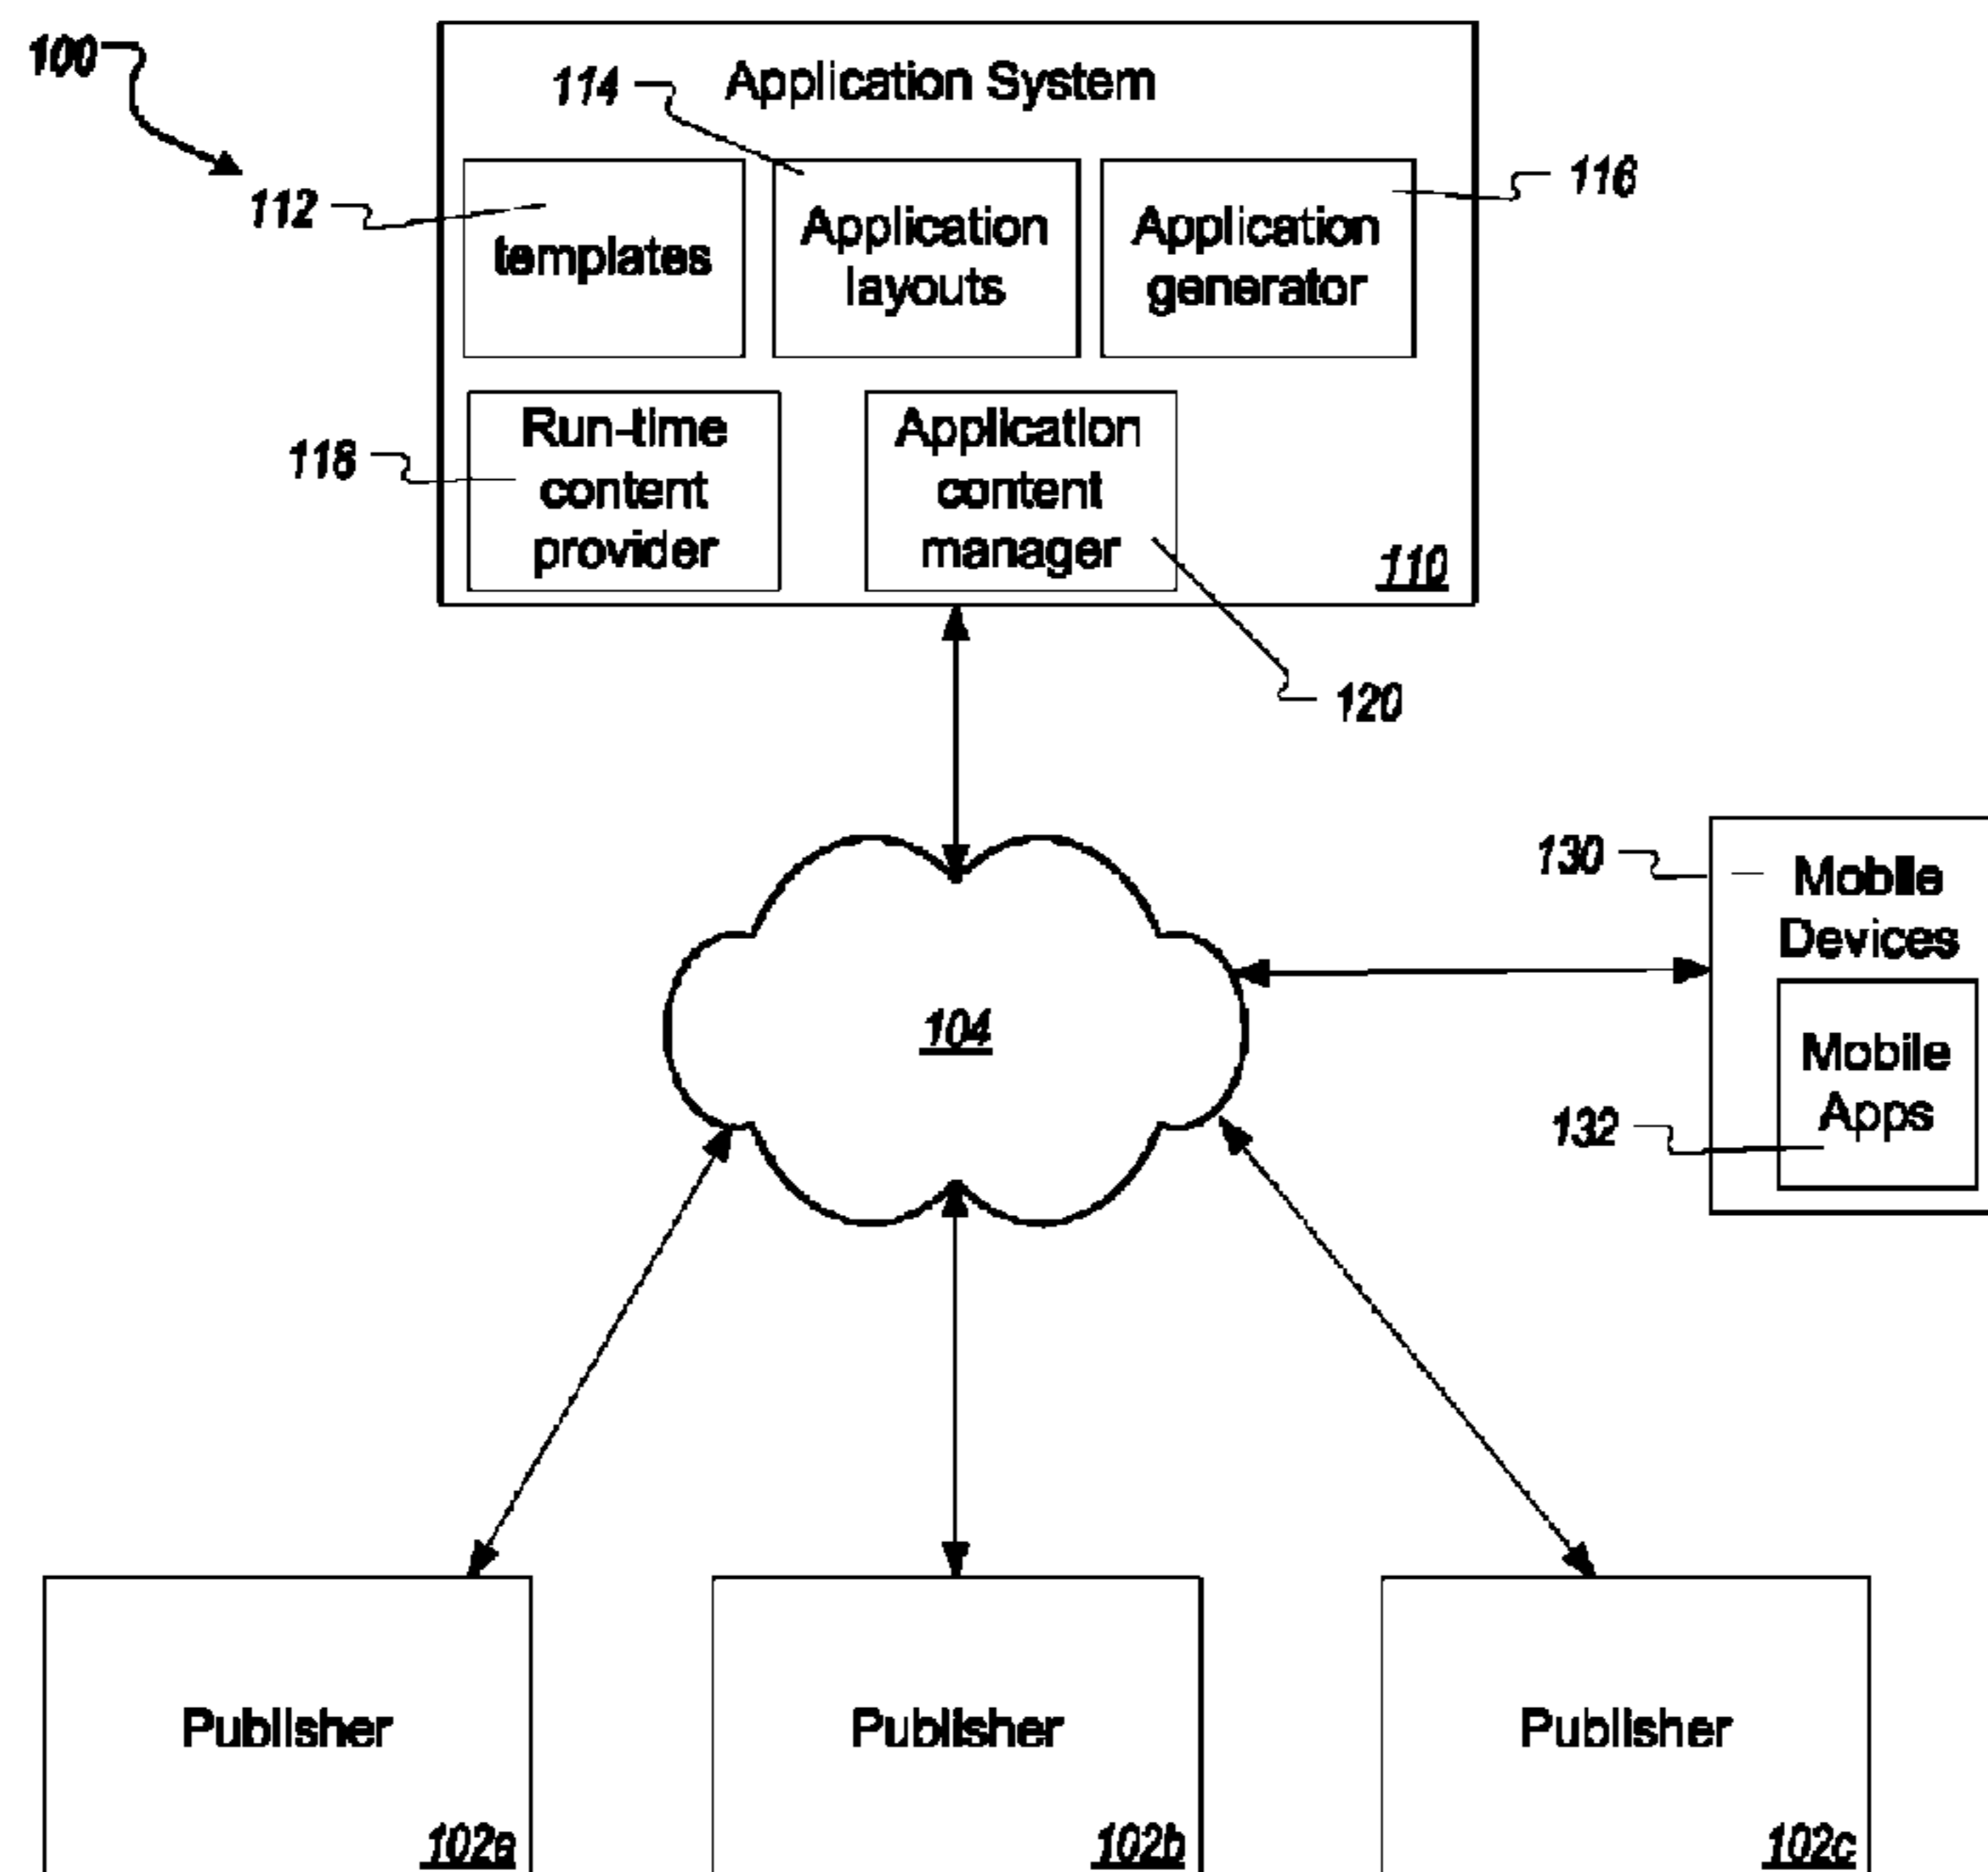 100
114
Application System
116
112
templates
Application
layouts
Application
generator
118
Run-time
content
provider
Application
content
manager
110
120
130
Mobile
Devices
104
Mobile
Apps
132
Publisher
102a
Publisher
102b
Publisher
102c